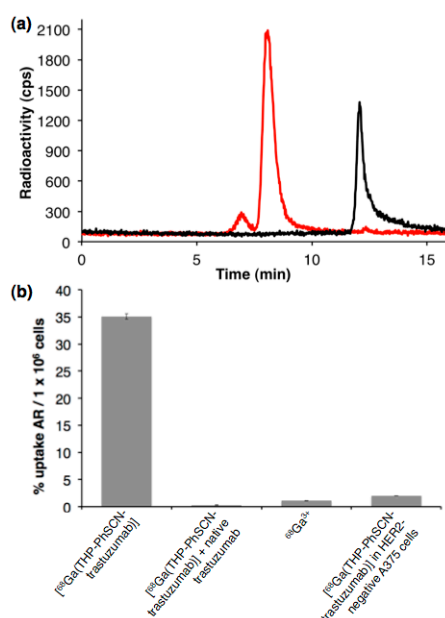 (a)
2100
1800
1500
1200
900
600
300
0
Radioactivity (cps)
0 5 10 15
Time (min)
(b)
40
35
30
25
20
15
10
5
0
% uptake AR / 1 x 10⁶ cells
[⁶⁸Ga(THP-PhSCN-
trastuzumab)]
[⁶⁸Ga(THP-PhSCN-
trastuzumab)] + native
trastuzumab
⁶⁸Ga³⁺
[⁶⁸Ga(THP-PhSCN-
trastuzumab)] in HER2-
negative A375 cells